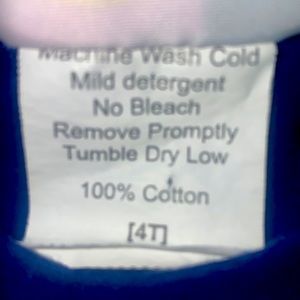 Machine Wash Cold
Mild detergent
No Bleach
Remove Promptly
Tumble Dry Low
100% Cotton
[4T]